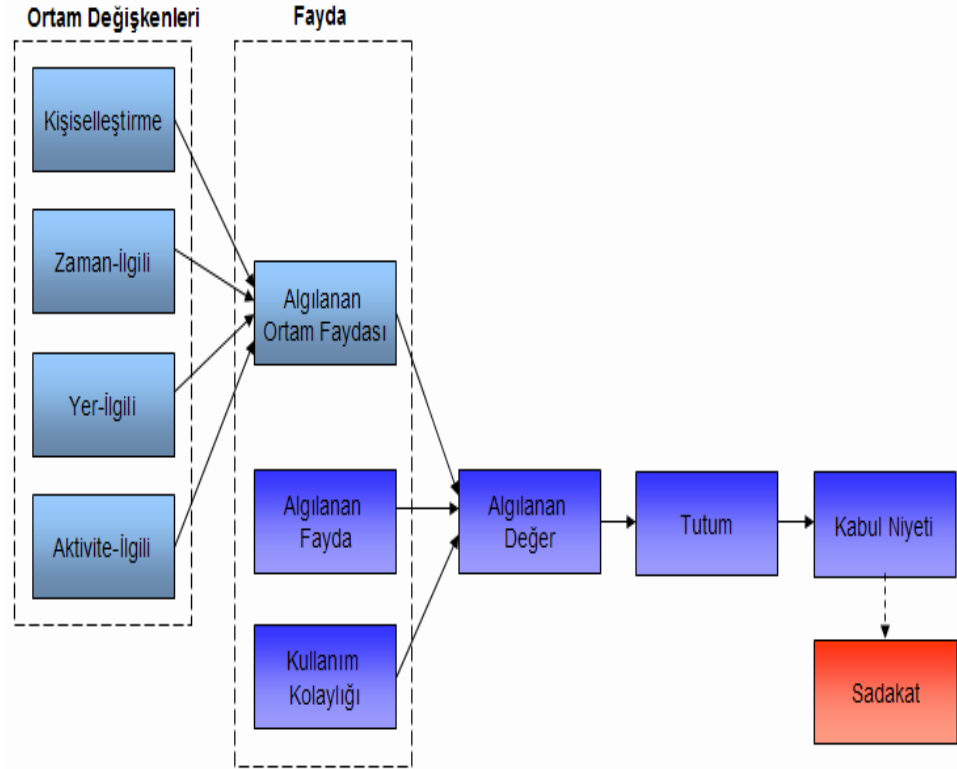 Ortam Değişkenleri
Fayda
Kişiselleştirme
Zaman-İlgili
Yer-İlgili
Aktivite-İlgili
Algılanan
Ortam Faydası
Algılanan
Fayda
Kullanım
Kolaylığı
Algılanan
Değer
Tutum
Kabul Niyeti
Sadakat